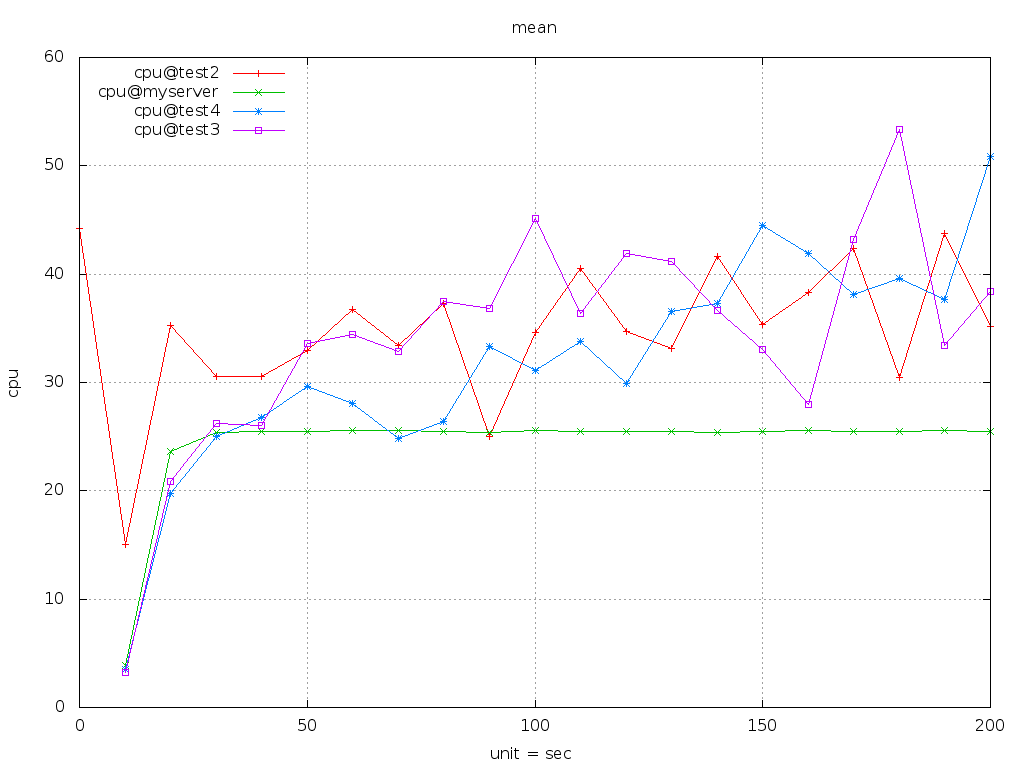 mean
60
50
40
30
20
10
0
cpu
cpu@test2
cpu@myserver
cpu@test4
cpu@test3
0 50 100 150 200
unit = sec